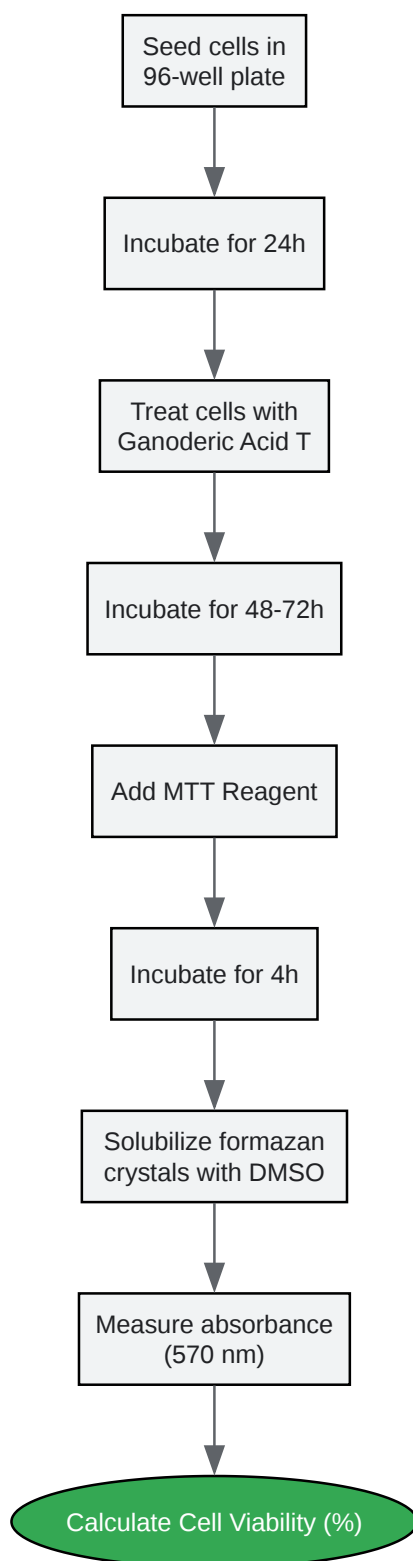 Seed cells in
96-well plate
Incubate for 24h
Treat cells with
Ganoderic Acid T
Incubate for 48-72h
Add MTT Reagent
Incubate for 4h
Solubilize formazan
crystals with DMSO
Measure absorbance
(570 nm)
Calculate Cell Viability (%)